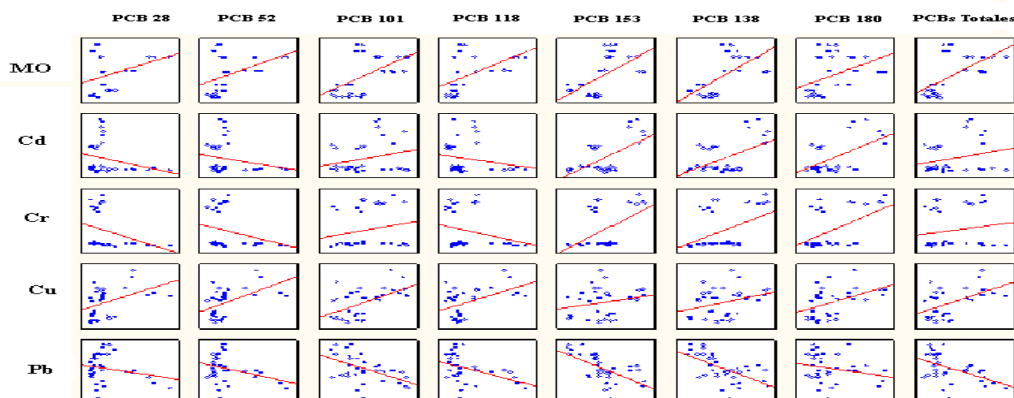 PCB 28 PCB 52 PCB 101 PCB 118 PCB 153 PCB 138 PCB 180 PCBs Totales
MO
Cd
Cr
Cu
Pb